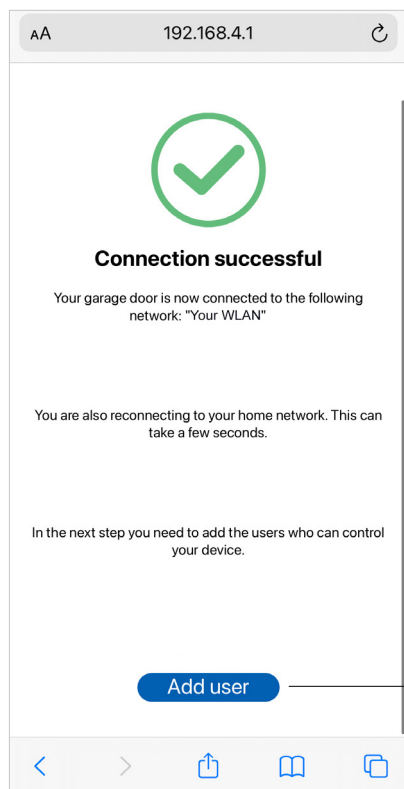 AA 192.168.4.1
Connection successful
Your garage door is now connected to the following
network: "Your WLAN"
You are also reconnecting to your home network. This can
take a few seconds.
In the next step you need to add the users who can control
your device.
Add user